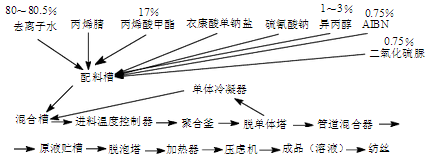 80~80.5% 17% 1~3% 0.75%
去离子水 丙烯腈 丙烯酸甲酯 衣康酸单钠盐 硫氰酸钠 异丙醇 AIBN
0.75%
二氧化硫脲
配料槽
单体冷凝器
混合槽 进料温度控制器 聚合釜 脱单体塔 管道混合器
原液贮槽 脱泡塔 加热器 压虑机 成品（溶液） 纺丝